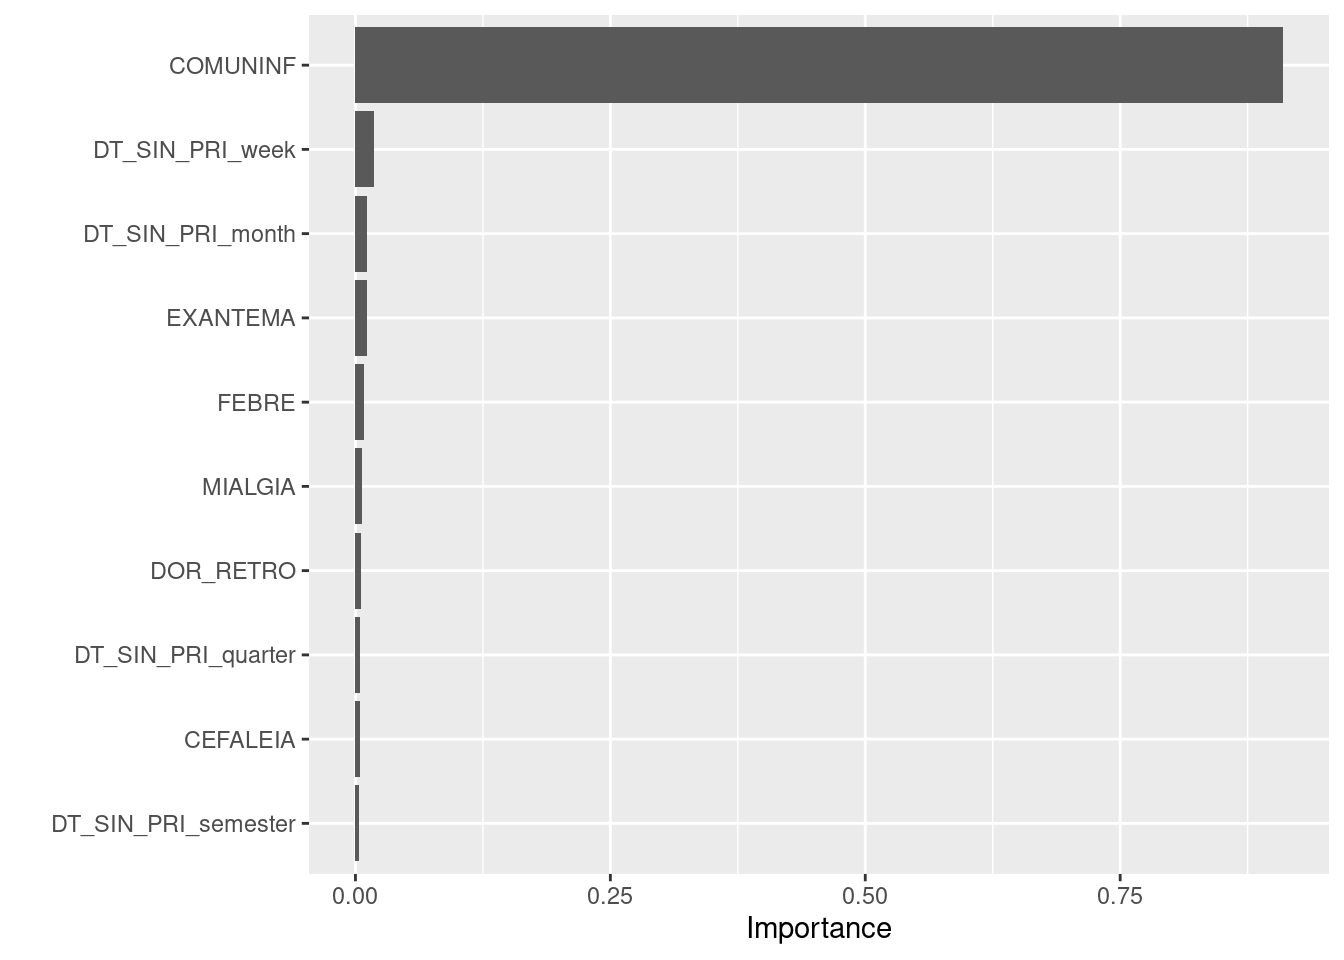 COMUNINF
DT_SIN_PRI_week
DT_SIN_PRI_month
EXANTEMA
FEBRE
MIALGIA
DOR_RETRO
DT_SIN_PRI_quarter
CEFALEIA
DT_SIN_PRI_semester
0.00 0.25 0.50 0.75
Importance